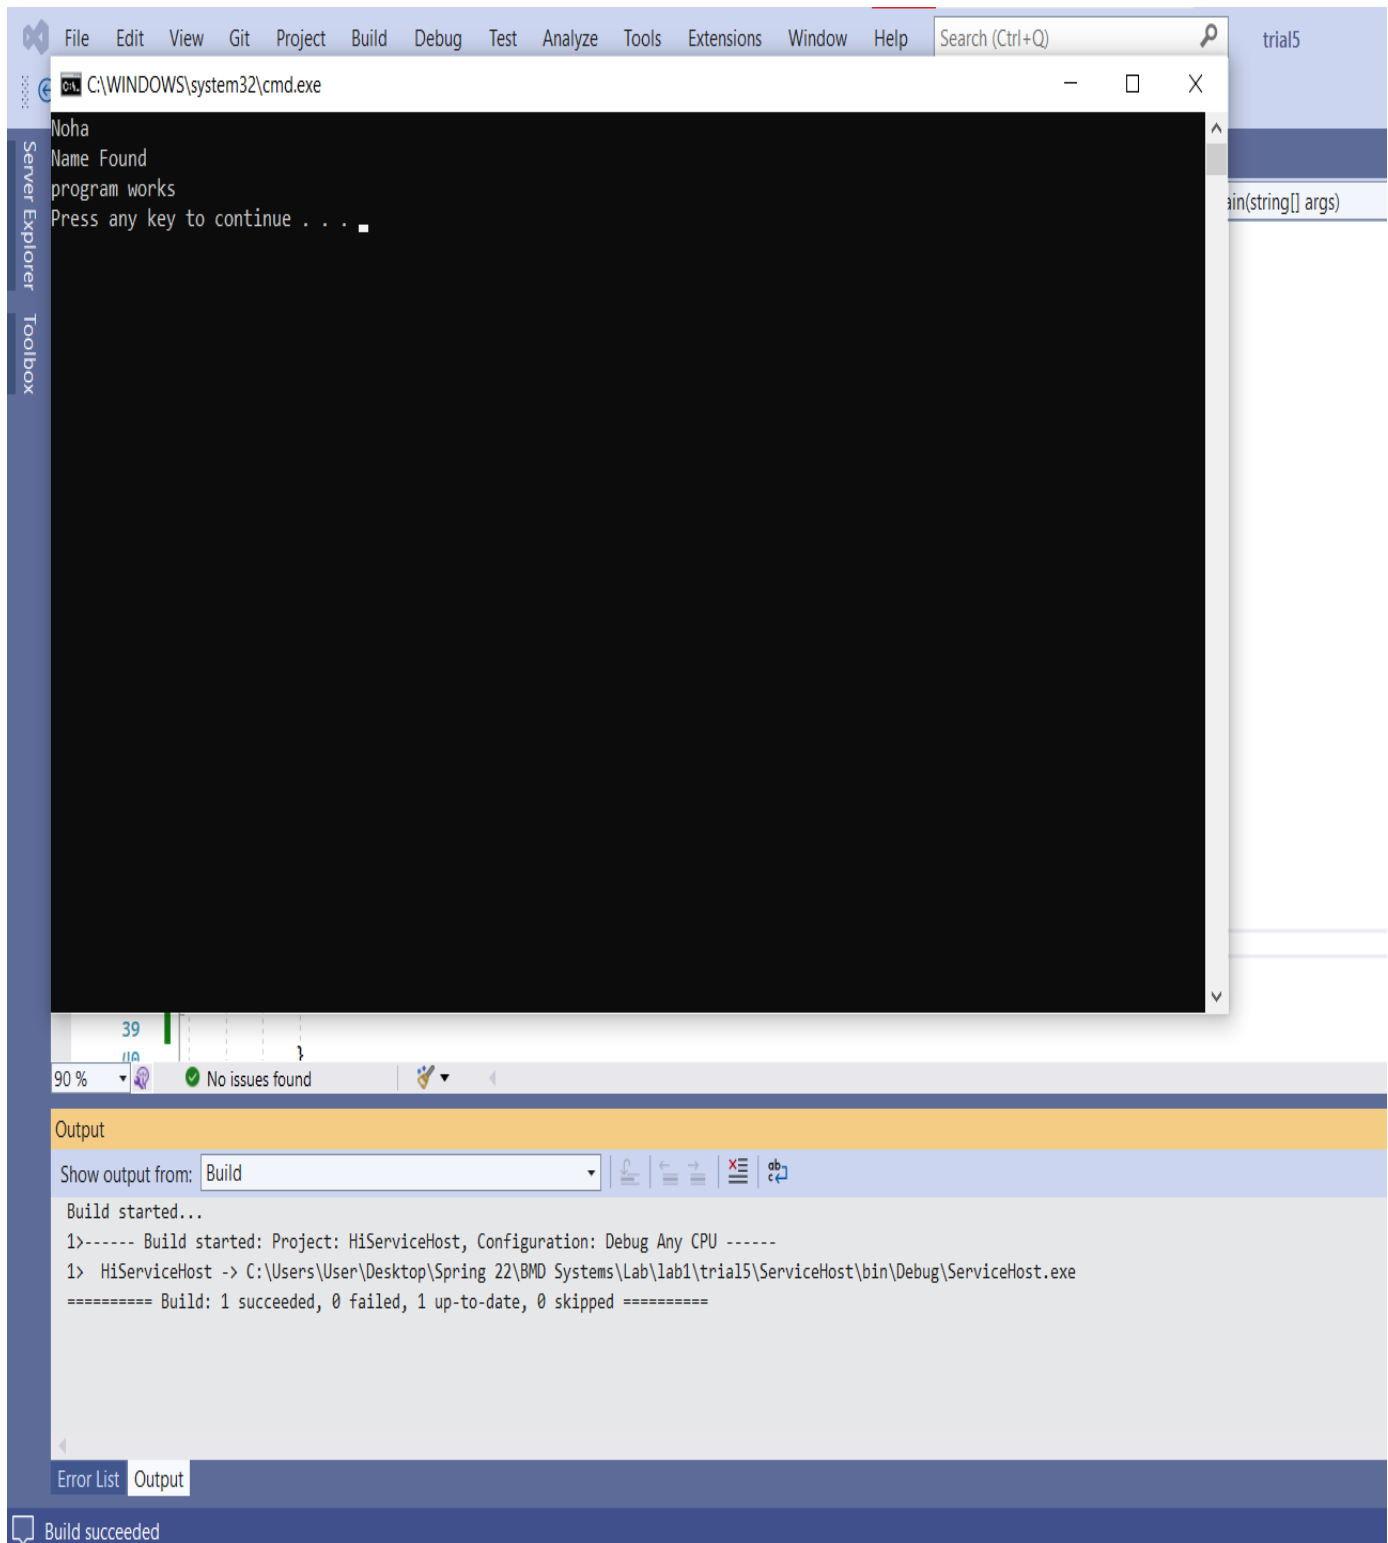 File Edit View Git Project Build Debug Test Analyze Tools Extensions Window Help Search (Ctrl+Q) trial5
C:\WINDOWS\system32\cmd.exe
Noha
Name Found
program works
Press any key to continue . . .
ain(string[] args)
Server Explorer
Toolbox
39
40 }
90 % No issues found
Output
Show output from: Build
Build started...
1>------ Build started: Project: HiServiceHost, Configuration: Debug Any CPU ------
1> HiServiceHost -> C:\Users\User\Desktop\Spring 22\BMD Systems\Lab\lab1\trial5\ServiceHost\bin\Debug\ServiceHost.exe
========== Build: 1 succeeded, 0 failed, 1 up-to-date, 0 skipped ==========
Error List Output
Build succeeded